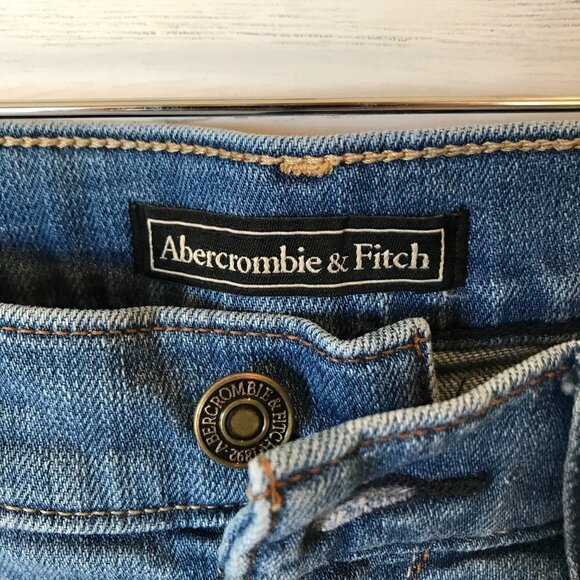 Abercrombie & Fitch
ABERCROMBIE & FITCH 1892